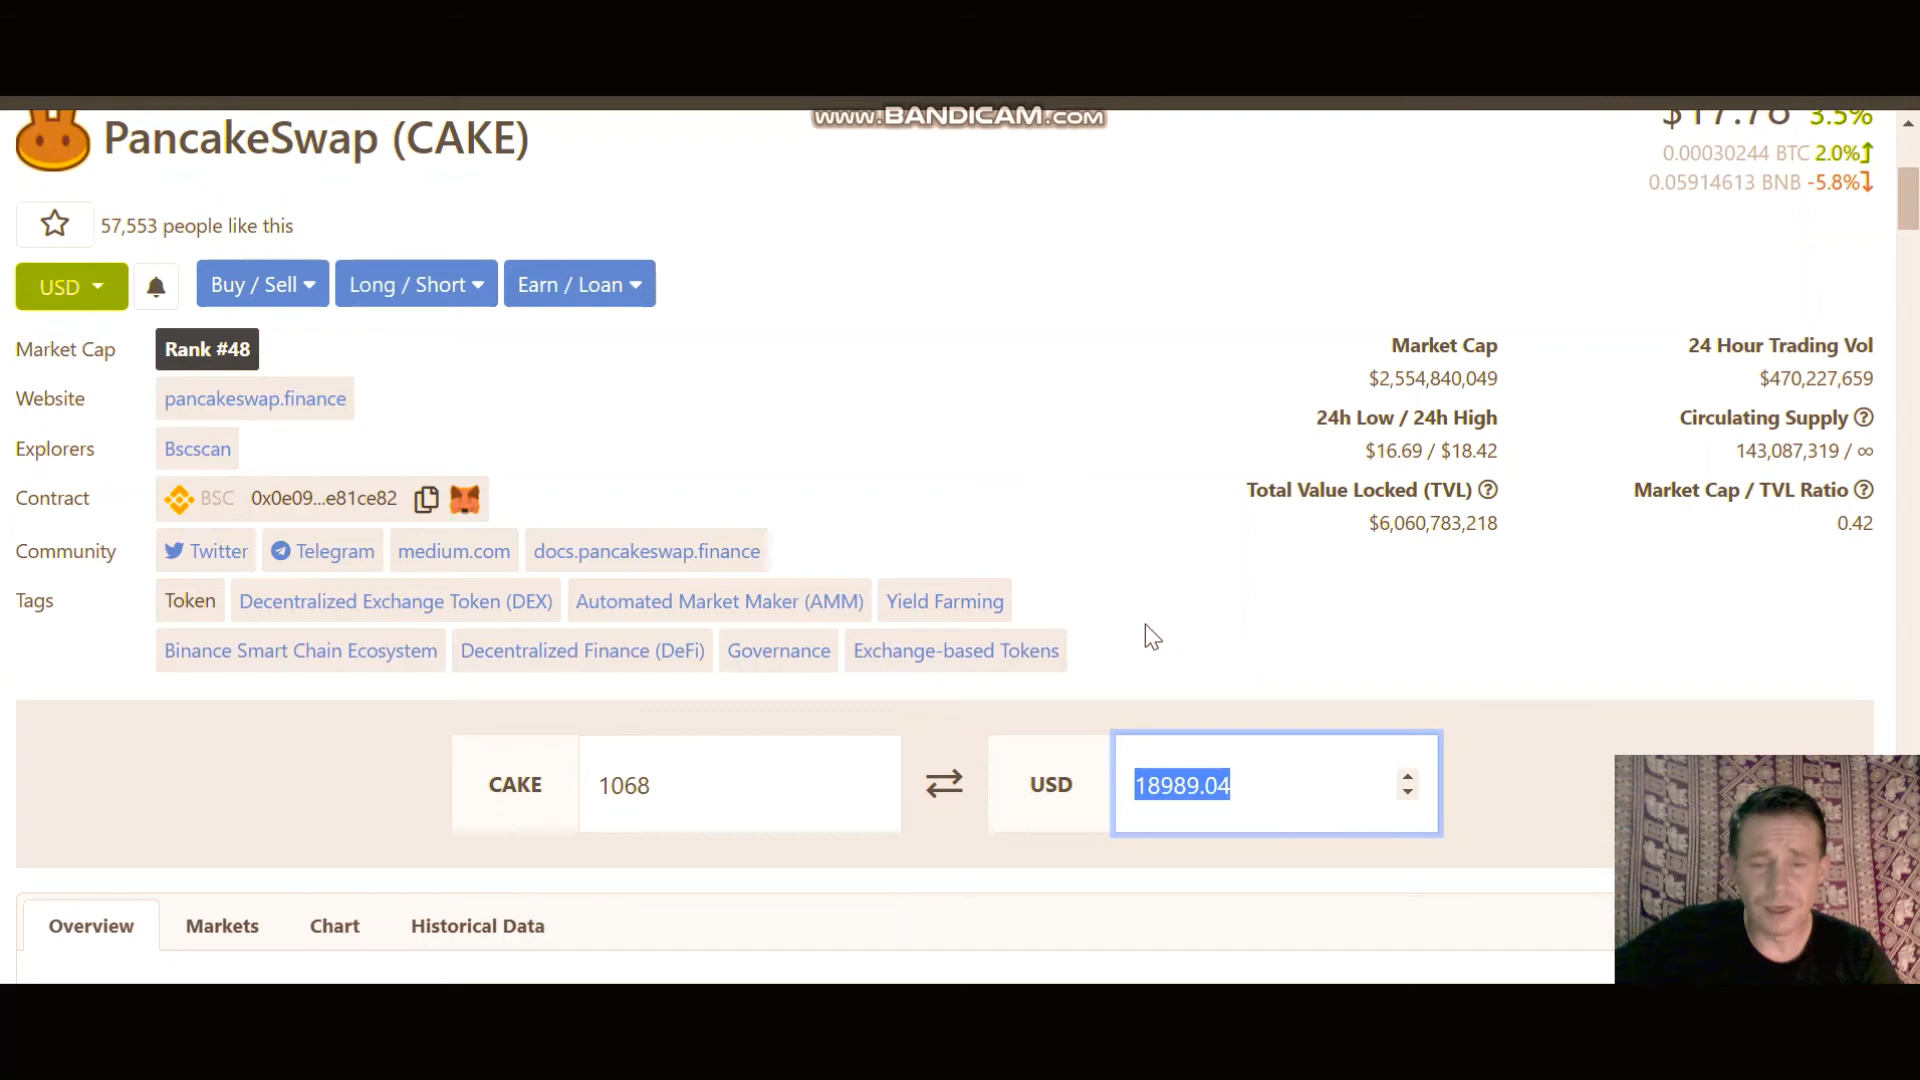 www.BANDICAM.com
PancakeSwap (CAKE)
$17.78 3.5%
0.00030244 BTC 2.0%
0.05914613 BNB -5.8%
57,553 people like this
USD
Buy / Sell
Long / Short
Earn / Loan
Market Cap Rank #48
Website pancakeswap.finance
Explorers Bscscan
Contract BSC 0x0e09...e81ce82
Community Twitter Telegram medium.com docs.pancakeswap.finance
Tags Token Decentralized Exchange Token (DEX) Automated Market Maker (AMM) Yield Farming
Binance Smart Chain Ecosystem Decentralized Finance (DeFi) Governance Exchange-based Tokens
Market Cap
$2,554,840,049
24h Low / 24h High
$16.69 / $18.42
Total Value Locked (TVL)
$6,060,783,218
24 Hour Trading Vol
$470,227,659
Circulating Supply
143,087,319 / ∞
Market Cap / TVL Ratio
0.42
CAKE 1068 USD 18989.04
Overview Markets Chart Historical Data